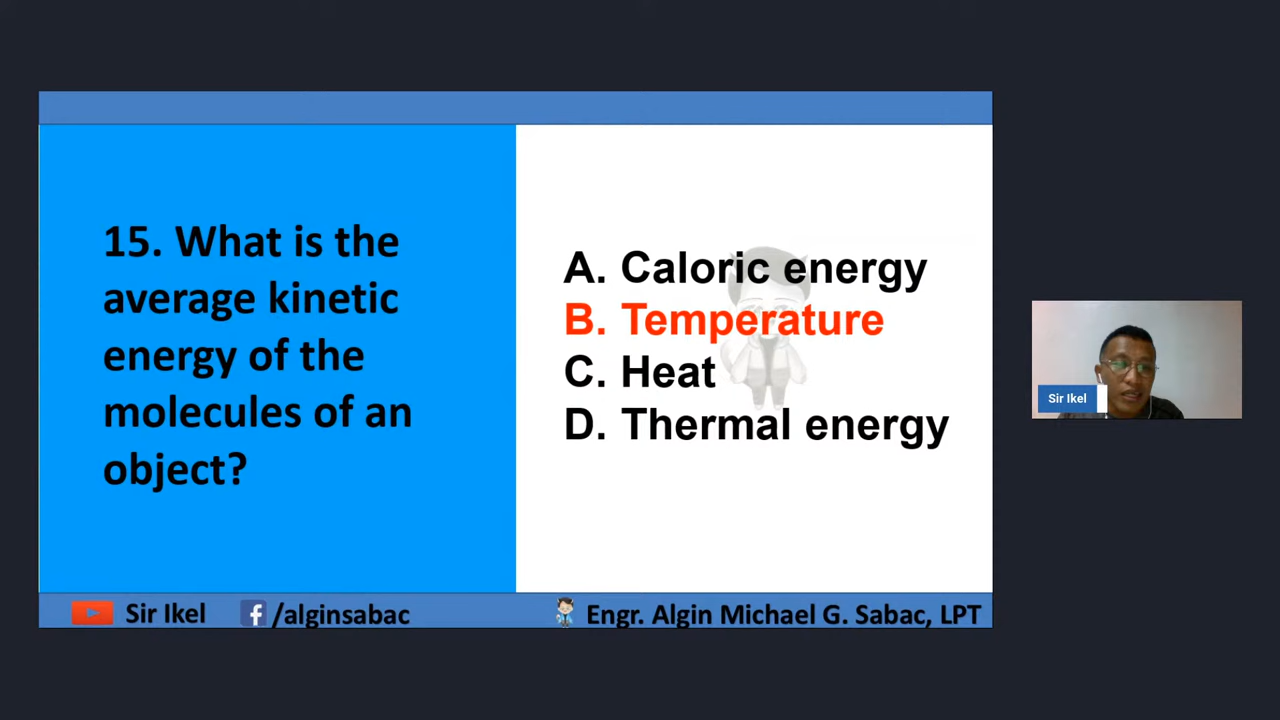 15. What is the
average kinetic
energy of the
molecules of an
object?
A. Caloric energy
B. Temperature
C. Heat
D. Thermal energy
Sir Ikel
Sir Ikel
/alginsabac
Engr. Algin Michael G. Sabac, LPT